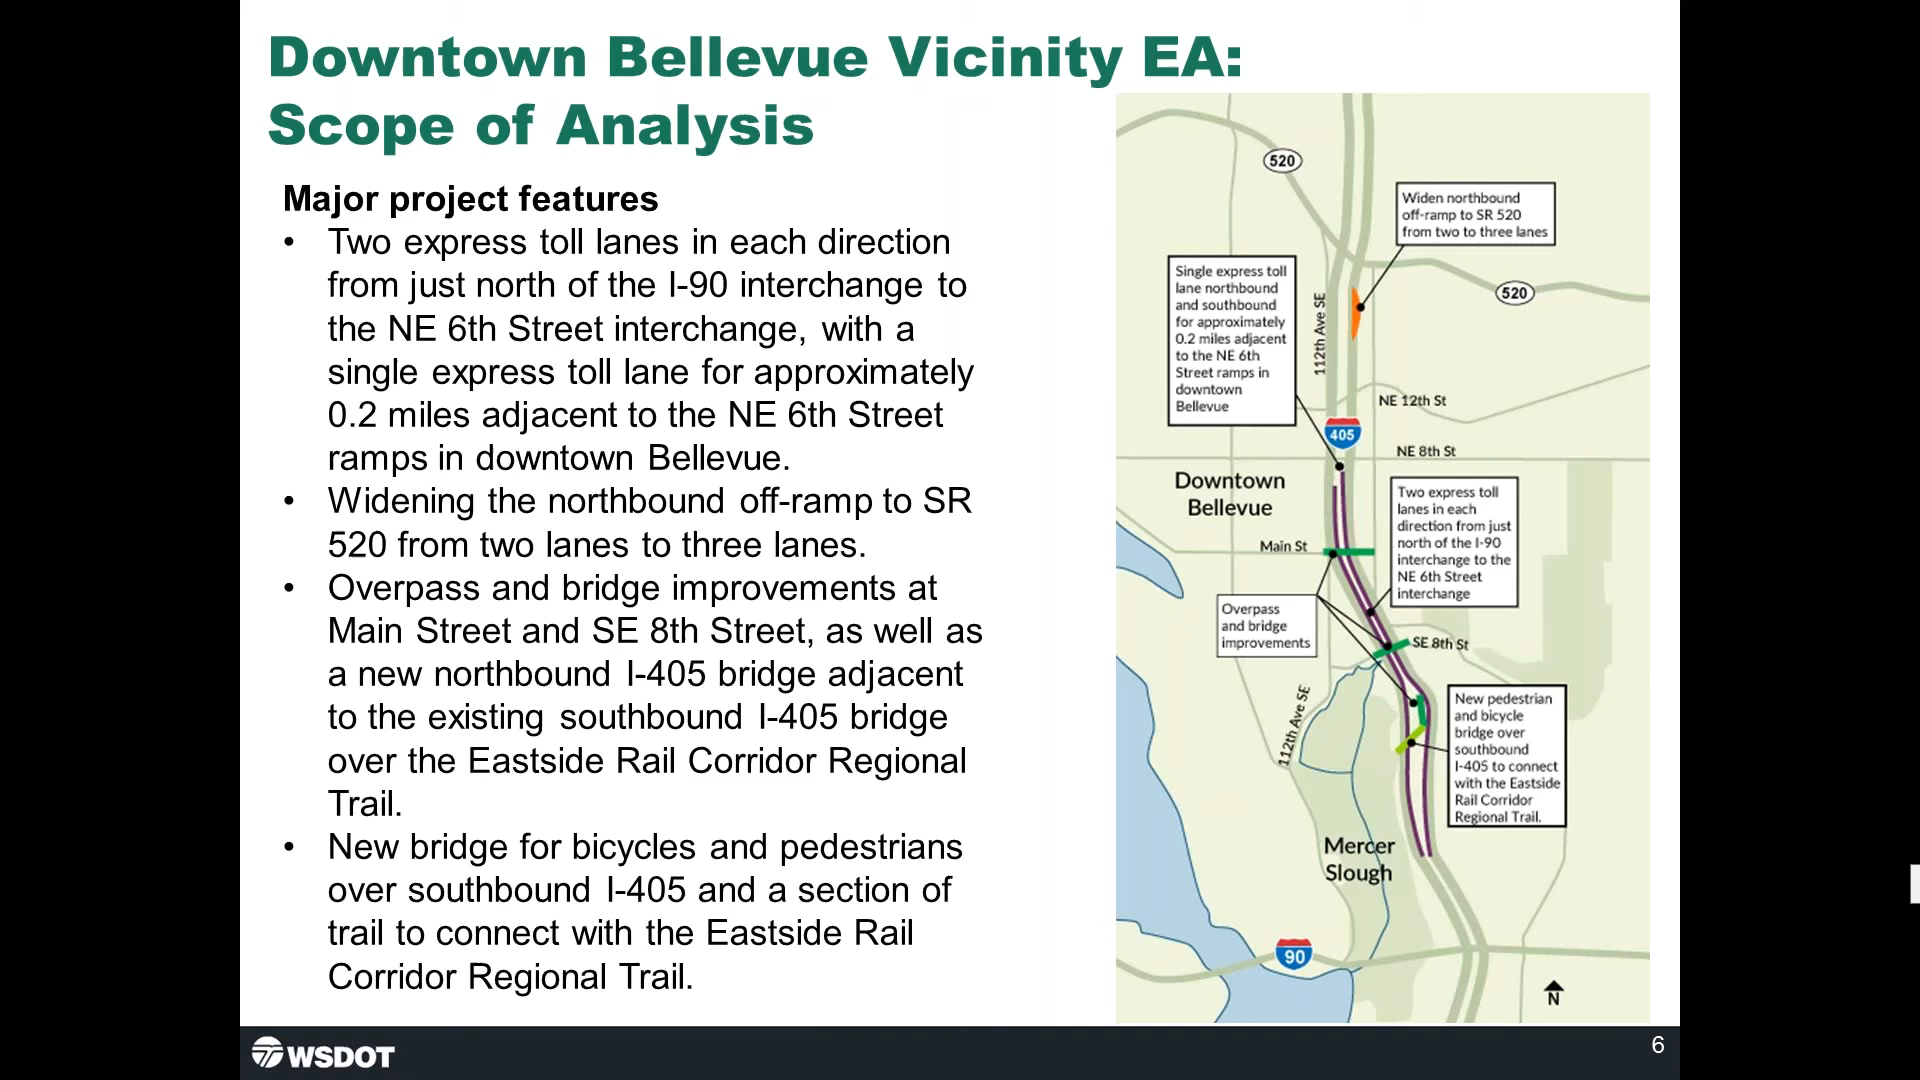 Downtown Bellevue Vicinity EA:
Scope of Analysis
Major project features
• Two express toll lanes in each direction
from just north of the I-90 interchange to
the NE 6th Street interchange, with a
single express toll lane for approximately
0.2 miles adjacent to the NE 6th Street
ramps in downtown Bellevue.
• Widening the northbound off-ramp to SR
520 from two lanes to three lanes.
• Overpass and bridge improvements at
Main Street and SE 8th Street, as well as
a new northbound I-405 bridge adjacent
to the existing southbound I-405 bridge
over the Eastside Rail Corridor Regional
Trail.
• New bridge for bicycles and pedestrians
over southbound I-405 and a section of
trail to connect with the Eastside Rail
Corridor Regional Trail.
520
Widen northbound
off-ramp to SR 520
from two to three lanes
Single express toll
lane northbound
and southbound
for approximately
0.2 miles adjacent
to the NE 6th
Street ramps in
downtown
Bellevue
112th Ave SE
520
NE 12th St
405
NE 8th St
Downtown
Bellevue
Two express toll
lanes in each
direction from just
north of the I-90
interchange to the
NE 6th Street
interchange
Main St
Overpass
and bridge
improvements
SE 8th St
112th Ave SE
New pedestrian
and bicycle
bridge over
southbound
I-405 to connect
with the Eastside
Rail Corridor
Regional Trail.
Mercer
Slough
90
N
WSDOT
6